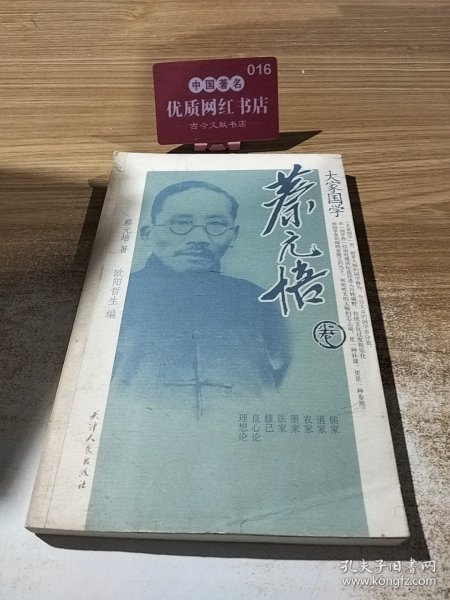 016
中国著名
优质网红书店
古今文献书店
大家国学
蔡元培
卷
蔡元培 著
欧阳哲生 编
儒家
道家
农家
墨家
法家
修己
良心论
理想论
天津人民出版社
孔夫子旧书网
www.kongfz.com